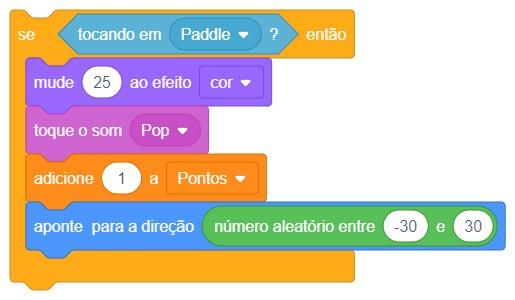 se tocando em Paddle ? então
mude 25 ao efeito cor
toque o som Pop
adicione 1 a Pontos
aponte para a direção número aleatório entre -30 e 30